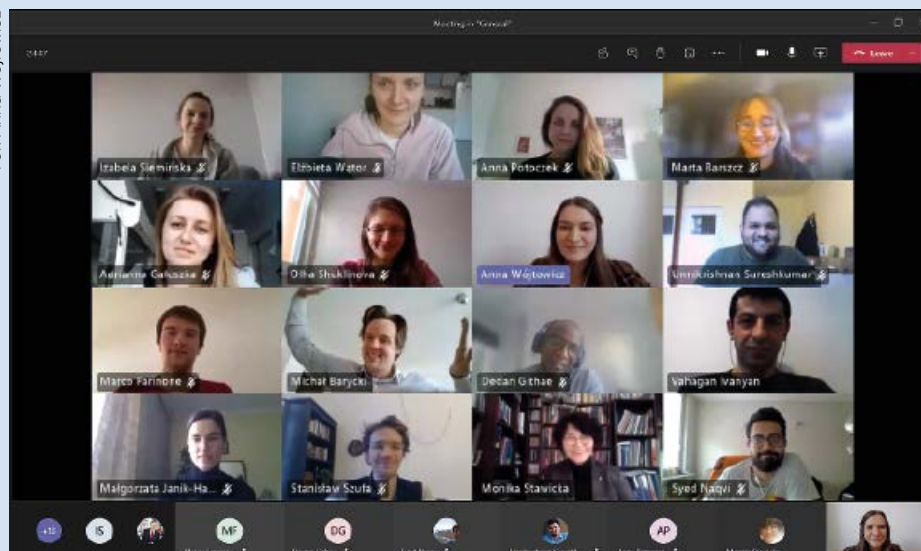 Meeting in "General"
Leave
Izabela Siemińska
Elżbieta Wątor
Anna Potoczek
Marta Barszcz
Adrianna Gałuszka
Olha Shuklinova
Anna Wójtowicz
Unnikrishnan Sureshkumar
Marco Farinone
Michał Barycki
Dedan Githae
Vahagan Ivanyan
Małgorzata Janik-Ha...
Stanisław Szufa
Monika Stawicka
Syed Naqvi
IS
MF
DG
AP